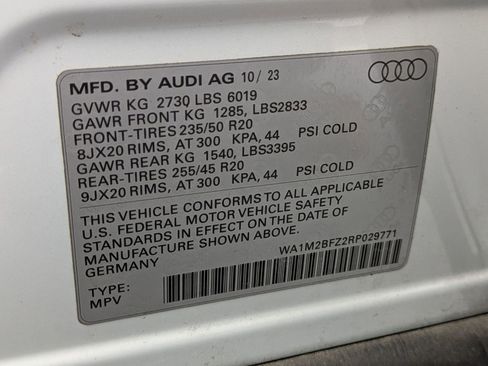 MFD. BY AUDI AG 10/ 23
GVWR KG 2730 LBS 6019
GAWR FRONT KG 1285, LBS2833
FRONT-TIRES 235/50 R20
8JX20 RIMS, AT 300 KPA, 44 PSI COLD
GAWR REAR KG 1540, LBS3395
REAR-TIRES 255/45 R20
9JX20 RIMS, AT 300 KPA, 44 PSI COLD
THIS VEHICLE CONFORMS TO ALL APPLICABLE
U.S. FEDERAL MOTOR VEHICLE SAFETY
STANDARDS IN EFFECT ON THE DATE OF
MANUFACTURE SHOWN ABOVE.
GERMANY
WA1M2BFZ2RP029771
TYPE:
MPV